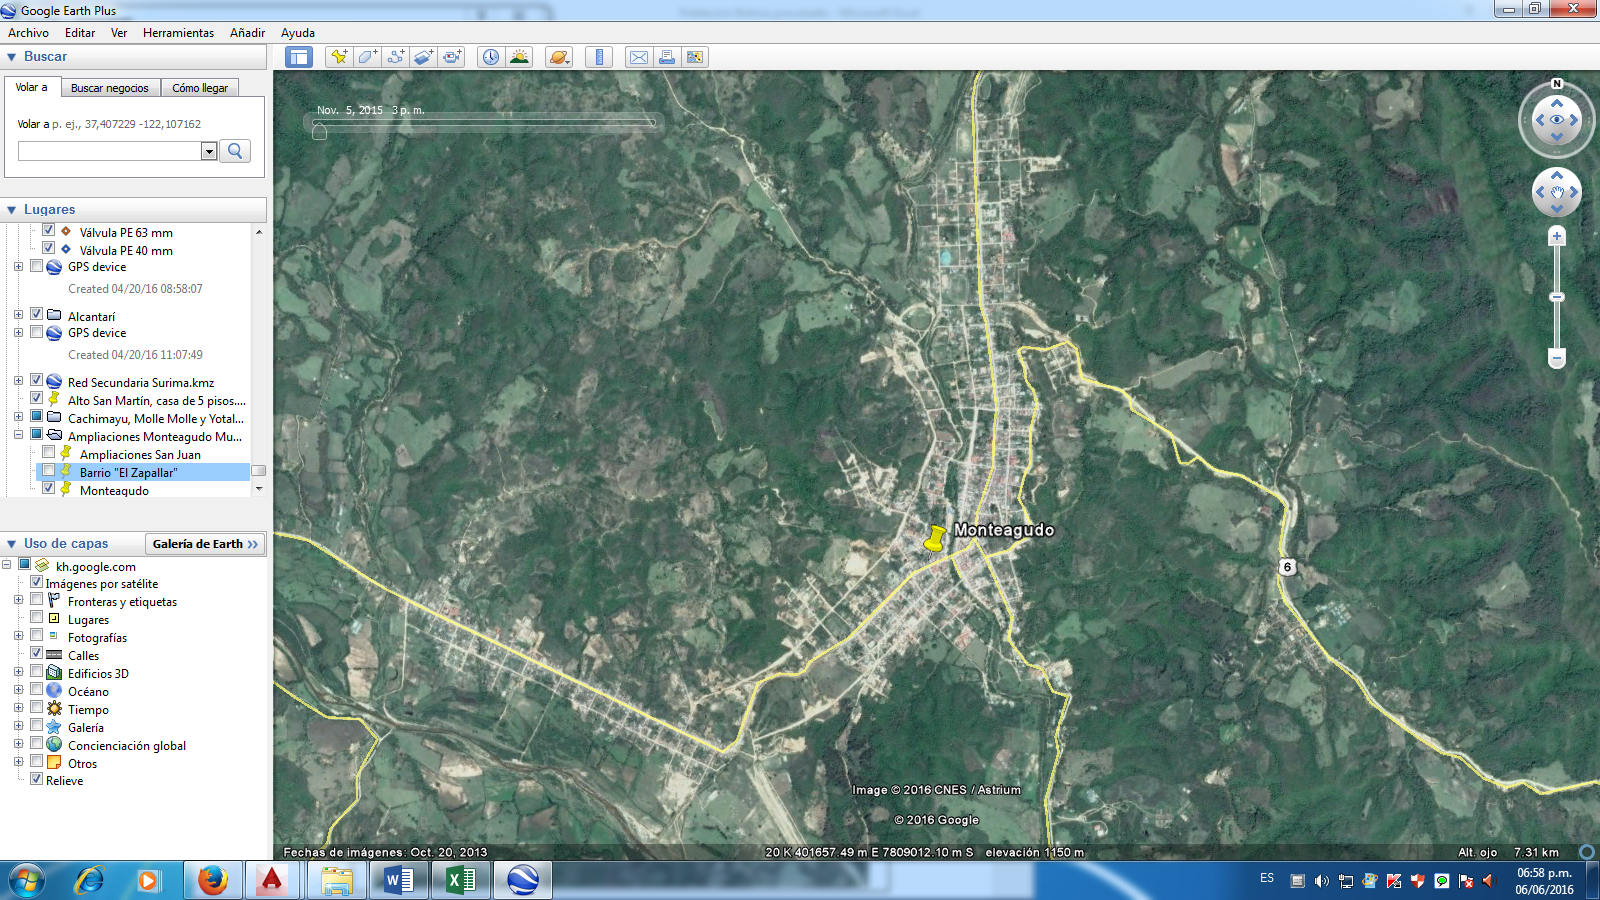 Google Earth Plus
Archivo Editar Ver Herramientas Añadir Ayuda
Buscar
Volar a Buscar negocios Cómo llegar
Volar a p. ej., 37,407229 -122,107162
Lugares
Válvula PE 63 mm
Válvula PE 40 mm
GPS device
Created 04/20/16 08:58:07
Alcantarí
GPS device
Created 04/20/16 11:07:49
Red Secundaria Surima.kmz
Alto San Martín, casa de 5 pisos....
Cachimayu, Molle Molle y Yotal...
Ampliaciones Monteagudo Mu...
Ampliaciones San Juan
Barrio "El Zapallar"
Monteagudo
Uso de capas Galería de Earth >>
kh.google.com
Imágenes por satélite
Fronteras y etiquetas
Lugares
Fotografías
Calles
Edificios 3D
Océano
Tiempo
Galería
Concienciación global
Otros
Relieve
Nov. 5, 2015 3 p. m.
N
Monteagudo
6
Image © 2016 CNES / Astrium
© 2016 Google
Fechas de imágenes: Oct. 20, 2013 20 K 401657.49 m E 7809012.10 m S elevación 1150 m Alt. ojo 7.31 km
ES
06:58 p.m.
06/06/2016